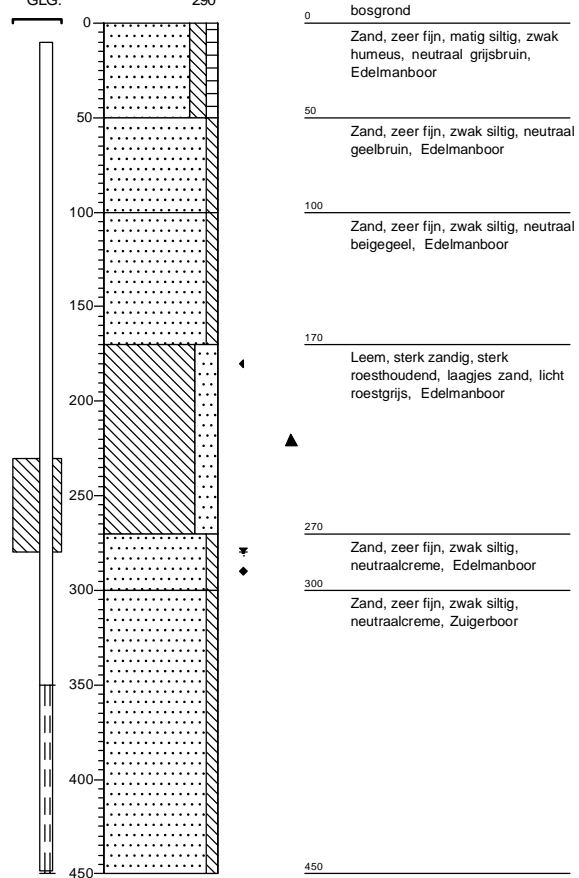 GLG: 290
0
50
100
150
200
250
300
350
400
450
0
bosgrond
Zand, zeer fijn, matig siltig, zwak
humeus, neutraal grijsbruin,
Edelmanboor
50
Zand, zeer fijn, zwak siltig, neutraal
geelbruin, Edelmanboor
100
Zand, zeer fijn, zwak siltig, neutraal
beigegeel, Edelmanboor
170
Leem, sterk zandig, sterk
roesthoudend, laagjes zand, licht
roestgrijs, Edelmanboor
270
Zand, zeer fijn, zwak siltig,
neutraalcreme, Edelmanboor
300
Zand, zeer fijn, zwak siltig,
neutraalcreme, Zuigerboor
450